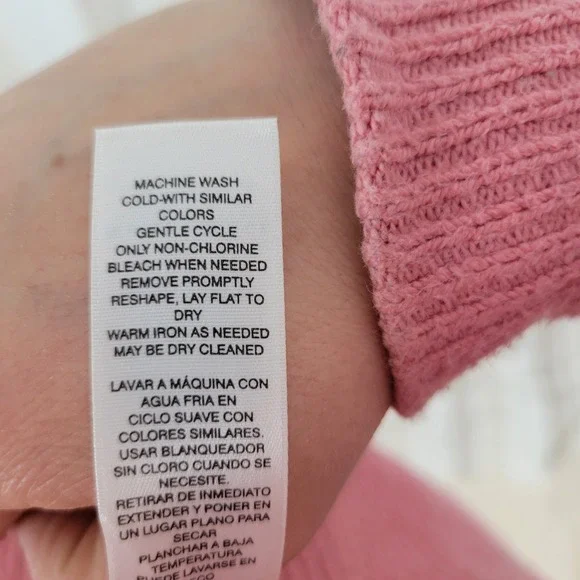 MACHINE WASH
COLD-WITH SIMILAR
COLORS
GENTLE CYCLE
ONLY NON-CHLORINE
BLEACH WHEN NEEDED
REMOVE PROMPTLY
RESHAPE, LAY FLAT TO
DRY
WARM IRON AS NEEDED
MAY BE DRY CLEANED
LAVAR A MÁQUINA CON
AGUA FRIA EN
CICLO SUAVE CON
COLORES SIMILARES.
USAR BLANQUEADOR
SIN CLORO CUANDO SE
NECESITE.
RETIRAR DE INMEDIATO
EXTENDER Y PONER EN
UN LUGAR PLANO PARA
SECAR
PLANCHAR A BAJA
TEMPERATURA
PUEDE LAVARSE EN